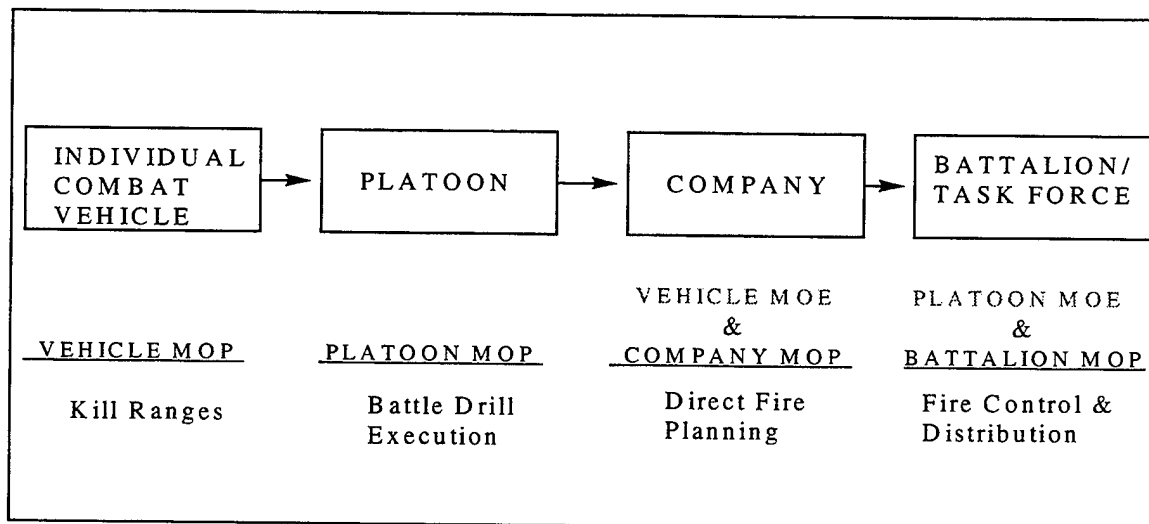 INDIVIDUAL
COMBAT
VEHICLE
PLATOON
COMPANY
BATTALION/
TASK FORCE
VEHICLE MOP
Kill Ranges
PLATOON MOP
Battle Drill
Execution
VEHICLE MOE
&
COMPANY MOP
Direct Fire
Planning
PLATOON MOE
&
BATTALION MOP
Fire Control &
Distribution